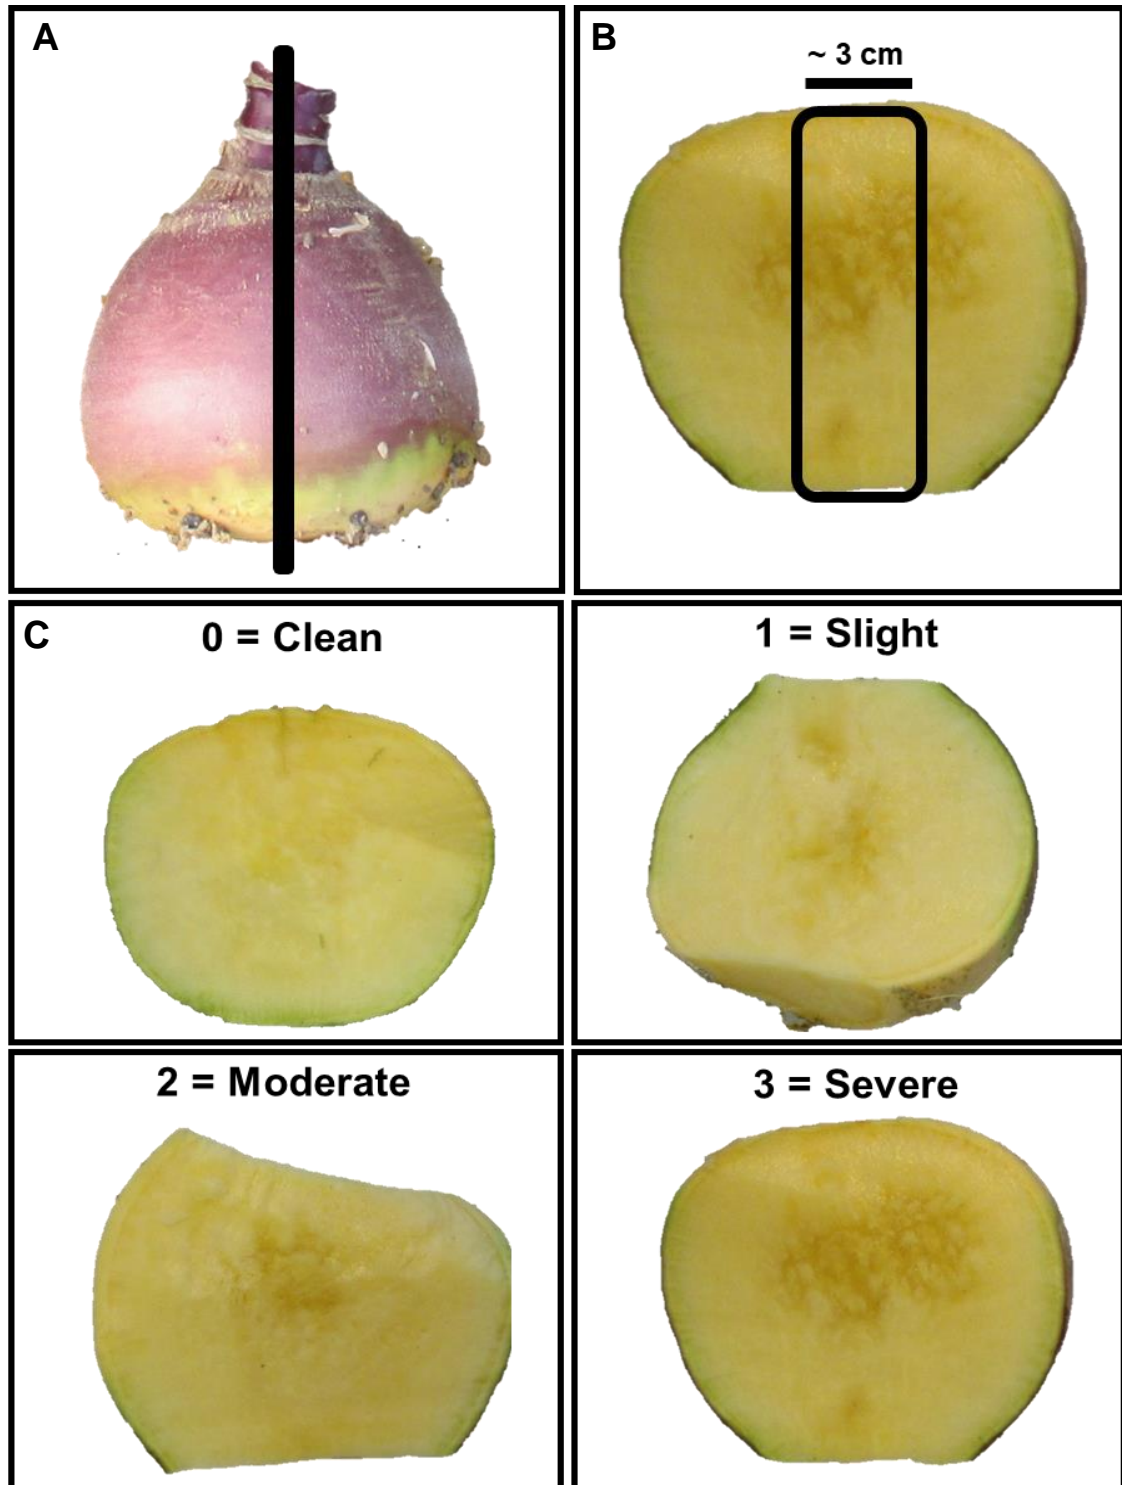 A
B
~ 3 cm
C
0 = Clean
1 = Slight
2 = Moderate
3 = Severe